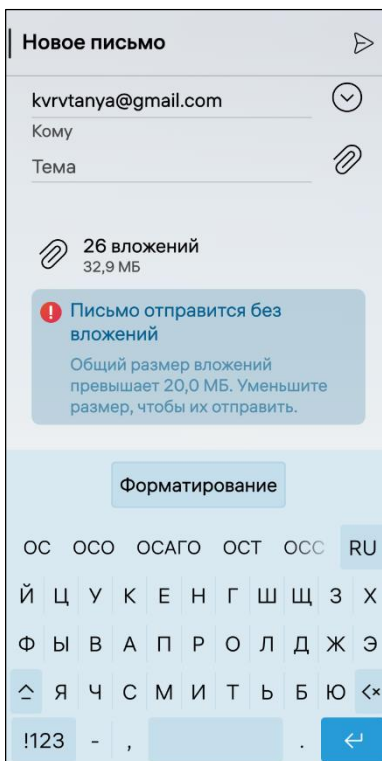 Новое письмо
kvrvtanya@gmail.com
Кому
Тема
26 вложений
32,9 МБ
Письмо отправится без
вложений
Общий размер вложений
превышает 20,0 МБ. Уменьшите
размер, чтобы их отправить.
Форматирование
ОС ОСО ОСАГО ОСТ ОСС RU
Й Ц У К Е Н Г Ш Щ З Х
Ф Ы В А П Р О Л Д Ж Э
Я Ч С М И Т Ь Б Ю
!123 - , .